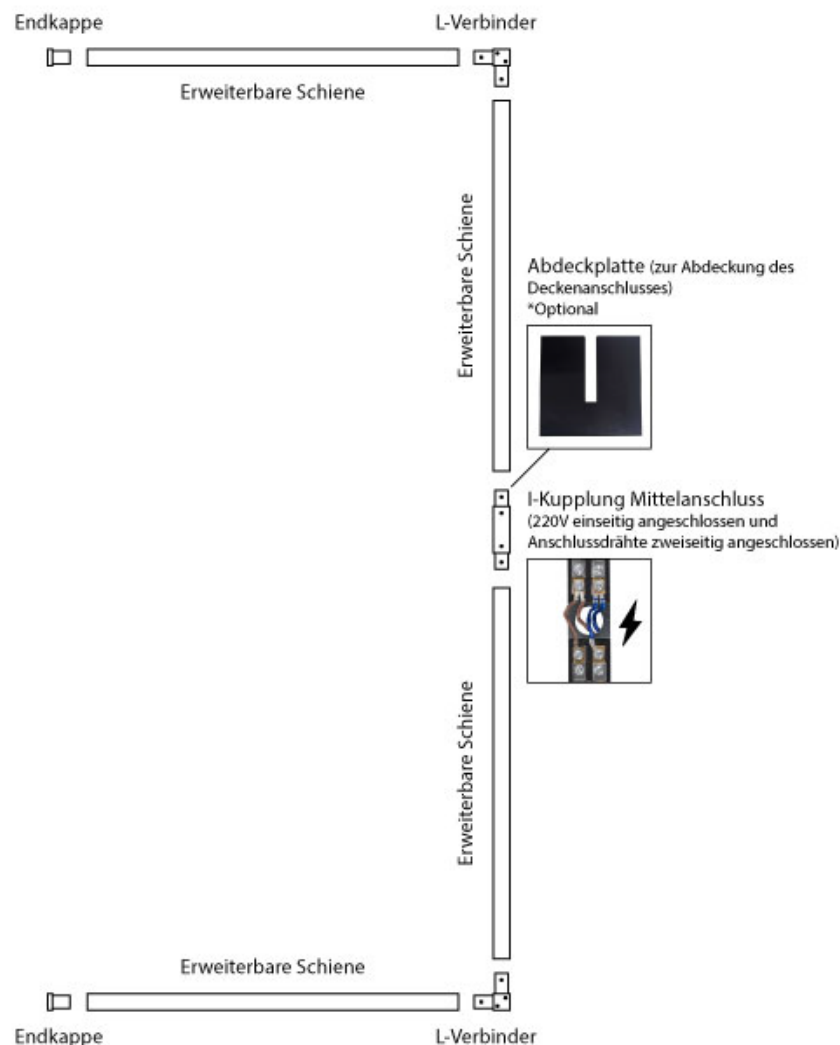 Endkappe
L-Verbinder
Erweiterbare Schiene
Erweiterbare Schiene
Abdeckplatte (zur Abdeckung des
Deckenanschlusses)
*Optional
I-Kupplung Mittelanschluss
(220V einseitig angeschlossen und
Anschlussdrähte zweiseitig angeschlossen)
Erweiterbare Schiene
Erweiterbare Schiene
Endkappe
L-Verbinder